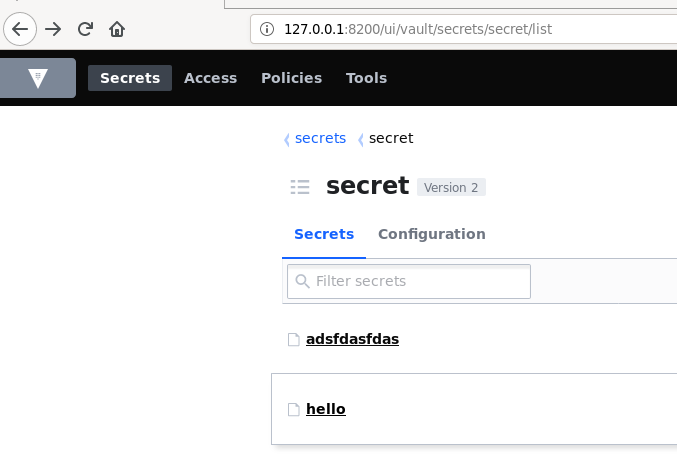 127.0.0.1:8200/ui/vault/secrets/secret/list
Secrets Access Policies Tools
secrets secret
secret Version 2
Secrets Configuration
Filter secrets
adsfdasfdas
hello